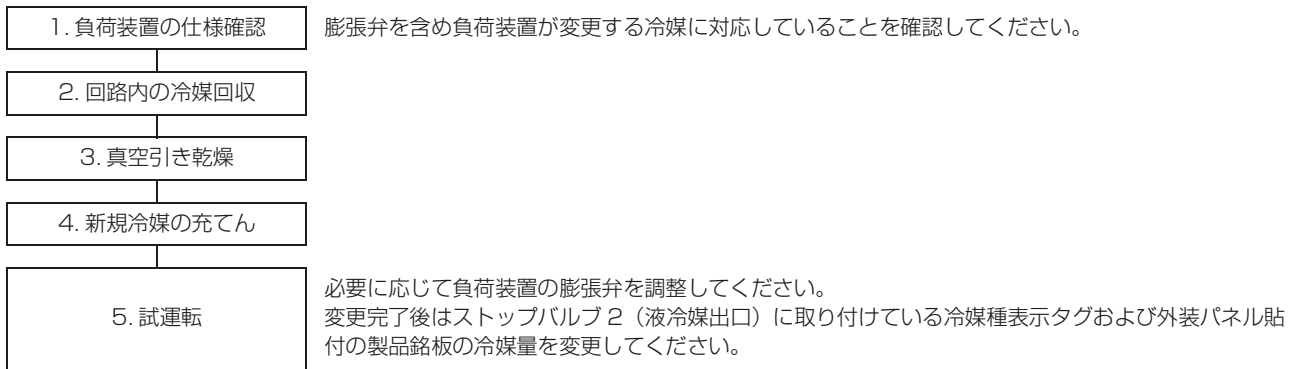 1. 負荷装置の仕様確認
膨張弁を含め負荷装置が変更する冷媒に対応していることを確認してください。
2. 回路内の冷媒回収
3. 真空引き乾燥
4. 新規冷媒の充てん
5. 試運転
必要に応じて負荷装置の膨張弁を調整してください。
変更完了後はストップバルブ 2（液冷媒出口）に取り付けている冷媒種表示タグおよび外装パネル貼
付の製品銘板の冷媒量を変更してください。